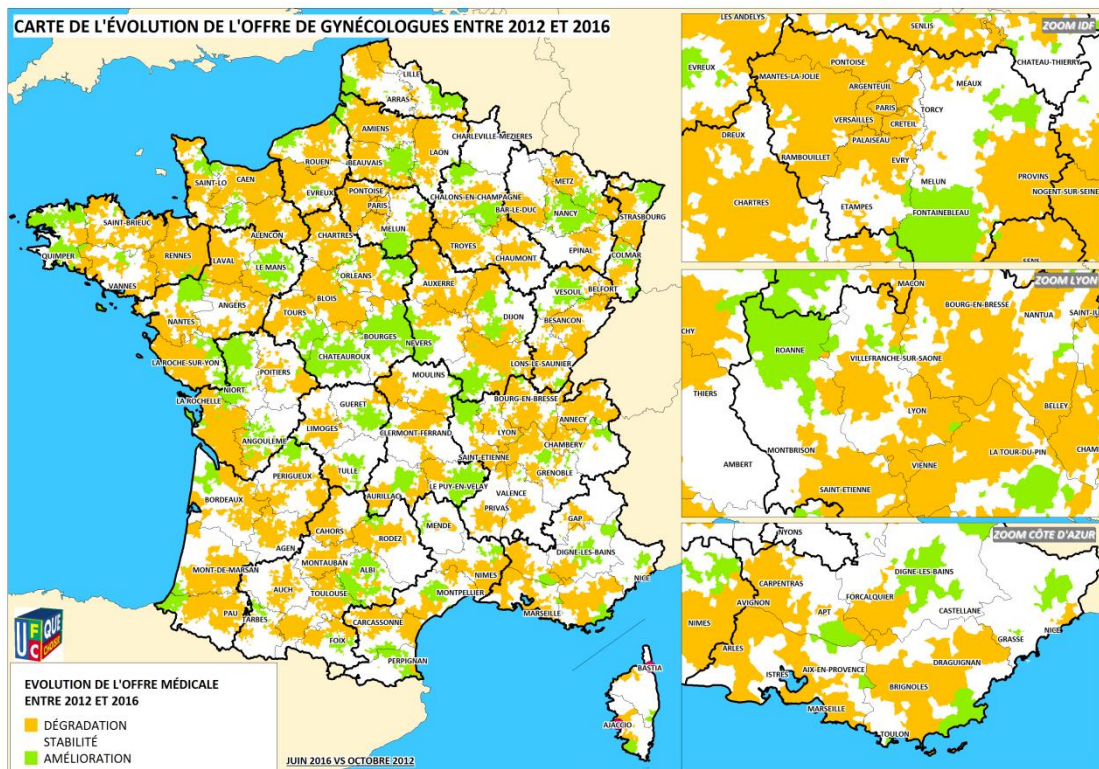 CARTE DE L'ÉVOLUTION DE L'OFFRE DE GYNÉCOLOGUES ENTRE 2012 ET 2016
LILLE
ARRAS
AMIENS
CHARLEVILLE-MEZIERES
LAON
ROUEN
BEAUVAIS
SAINT-LO
CAEN
EVREUX
PONTOISE
PARIS
MELUN
CHALONS-EN-CHAMPAGNE
BAR-LE-DUC
METZ
NANCY
STRASBOURG
SAINT-BRIEUC
ALENCON
CHARTRES
TROYES
CHAUMONT
EPINAL
COLMAR
QUIMPER
RENNES
LAVAL
LE MANS
ORLEANS
AUXERRE
VESOUL
BELFORT
VANNES
ANGERS
BLOIS
TOURS
DIJON
BESANCON
NANTES
BOURGES
NEVERS
CHATEAUROUX
LONS-LE-SAUNIER
LA ROCHE-SUR-YON
POITIERS
MOULINS
NIORT
LA ROCHELLE
GUERET
BOURG-EN-BRESSE
LIMOGES
CLERMONT-FERRAND
LYON
ANNECY
ANGOULEME
CHAMBERY
SAINT-ETIENNE
TULLE
GRENOBLE
PERIGUEUX
LE PUY-EN-VELAY
BORDEAUX
AURILLAC
VALENCE
PRIVAS
CAHORS
MENDE
GAP
RODEZ
AGEN
DIGNE-LES-BAINS
MONT-DE-MARSAN
MONTAUBAN
ALBI
NIMES
NICE
AUCH
TOULOUSE
MONTPELLIER
PAU
TARBES
CARCASSONNE
MARSEILLE
FOIX
PERPIGNAN
BASTIA
AJACCIO
UFC QUE CHOISIR
EVOLUTION DE L'OFFRE MÉDICALE
ENTRE 2012 ET 2016
DÉGRADATION
STABILITÉ
AMÉLIORATION
JUIN 2016 VS OCTOBRE 2012
ZOOM IDF
LES ANDELYS
SENLIS
EVREUX
PONTOISE
CHATEAU-THIERRY
MANTES-LA-JOLIE
ARGENTEUIL
MEAUX
PARIS
TORCY
VERSAILLES
CRETEIL
DREUX
PALAISEAU
RAMBOUILLET
EVRY
PROVINS
MELUN
NOGENT-SUR-SEINE
CHARTRES
ETAMPES
FONTAINEBLEAU
SENS
ZOOM LYON
MACON
BOURG-EN-BRESSE
NANTUA
ROANNE
VILLEFRANCHE-SUR-SAONE
THIERS
LYON
BELLEY
MONTBRISON
LA TOUR-DU-PIN
AMBERT
VIENNE
SAINT-ETIENNE
ZOOM CÔTE D'AZUR
NYONS
DIGNE-LES-BAINS
CARPENTRAS
FORCALQUIER
AVIGNON
APT
CASTELLANE
NIMES
NICE
GRASSE
ARLES
DRAGUIGNAN
AIX-EN-PROVENCE
ISTRES
BRIGNOLES
MARSEILLE
TOULON